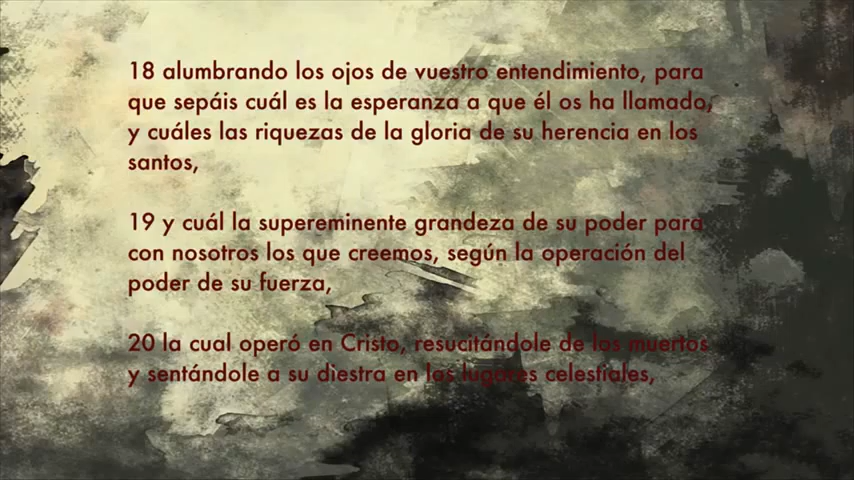 18 alumbrando los ojos de vuestro entendimiento, para
que sepáis cuál es la esperanza a que él os ha llamado,
y cuáles las riquezas de la gloria de su herencia en los
santos,
19 y cuál la supereminente grandeza de su poder para
con nosotros los que creemos, según la operación del
poder de su fuerza,
20 la cual operó en Cristo, resucitándole de los muertos
y sentándole a su diestra en las lugares celestiales,